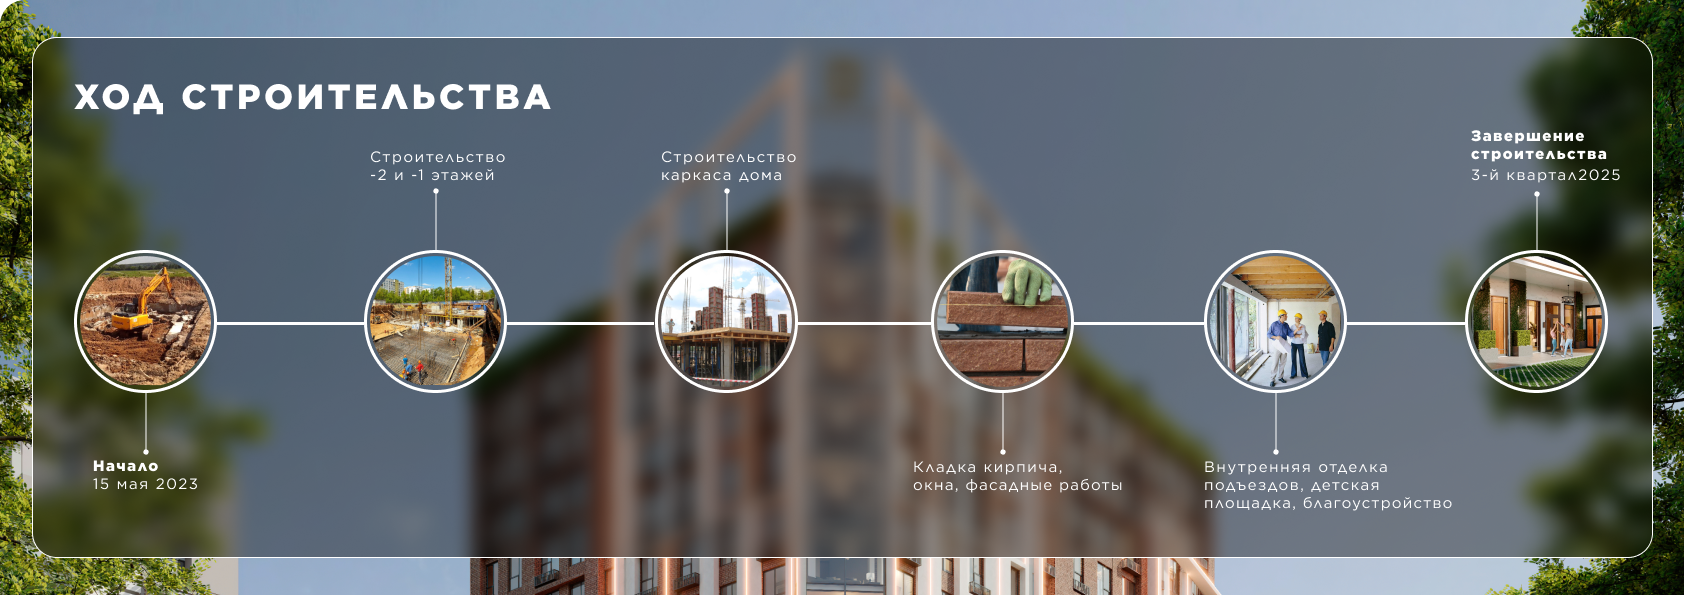 ХОД СТРОИТЕЛЬСТВА
Начало
15 мая 2023
Строительство
-2 и -1 этажей
Строительство
каркаса дома
Кладка кирпича,
окна, фасадные работы
Внутренняя отделка
подъездов, детская
площадка, благоустройство
Завершение
строительства
3-й квартал2025